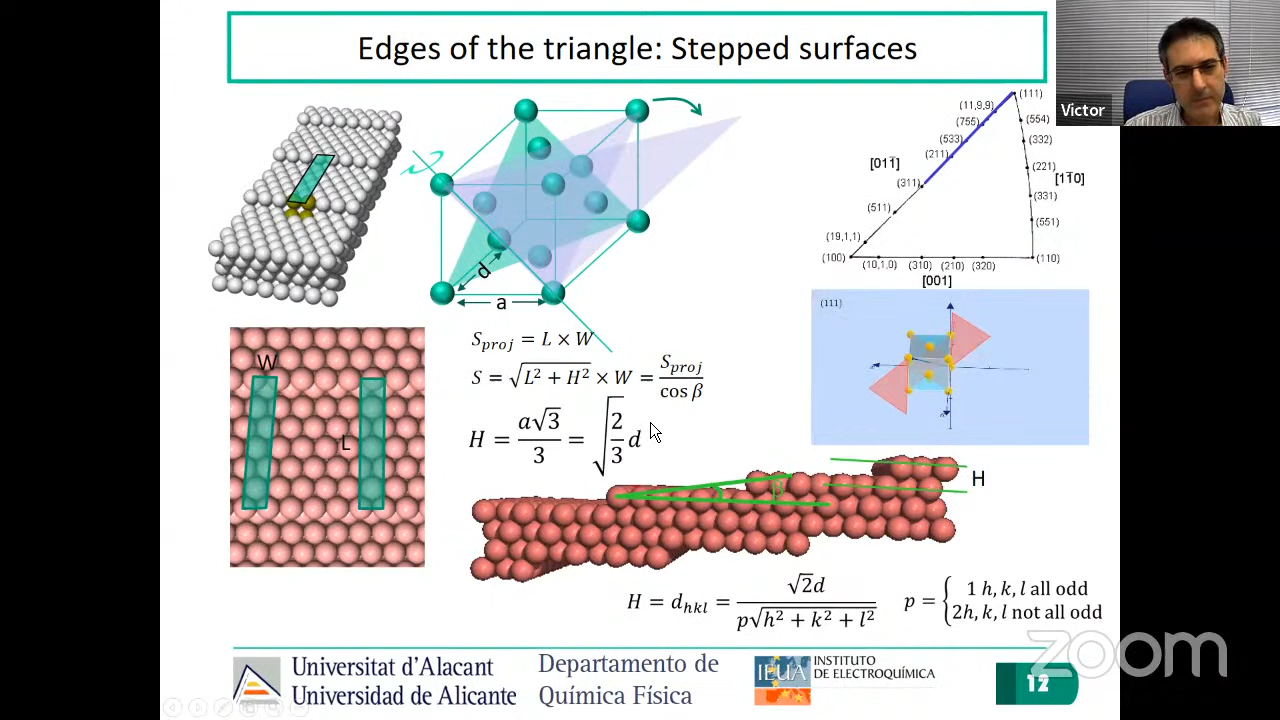 Edges of the triangle: Stepped surfaces
Victor
d
a
(111)
(11,9,9)
(755)
(533)
(211)
(311)
(511)
(19,1,1)
(100)
(10,1,0)
(310)
(210)
(320)
(110)
(551)
(331)
(221)
(332)
(554)
[011̄]
[11̄0]
[001]
(111)
W
L
S_proj = L × W
S = √(L² + H²) × W = S_proj / cos β
H = a√3 / 3 = √(2/3) d
H
H = d_hkl = √2d / p√(h² + k² + l²)
p = { 1 h, k, l all odd
2h, k, l not all odd
Universitat d'Alacant
Universidad de Alicante
Departamento de
Química Física
IEUA
INSTITUTO
DE ELECTROQUÍMICA
12
zoom